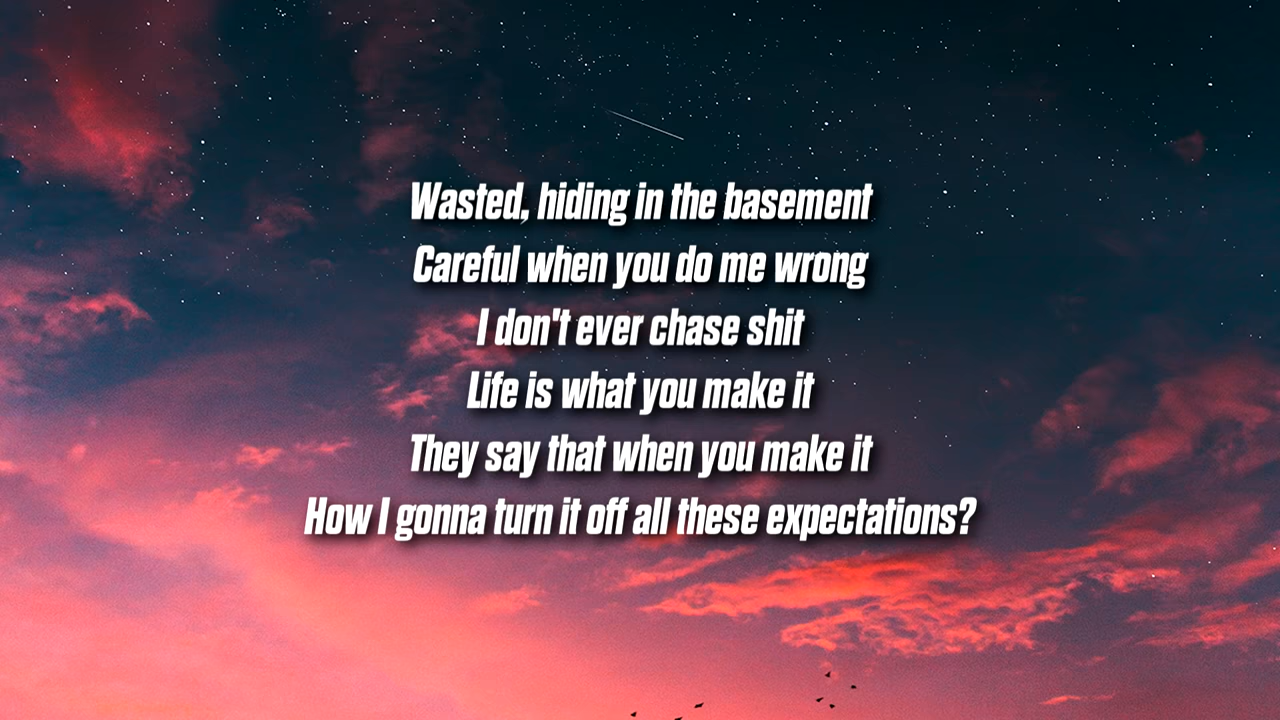 Wasted, hiding in the basement
Careful when you do me wrong
I don't ever chase shit
Life is what you make it
They say that when you make it
How I gonna turn it off all these expectations?